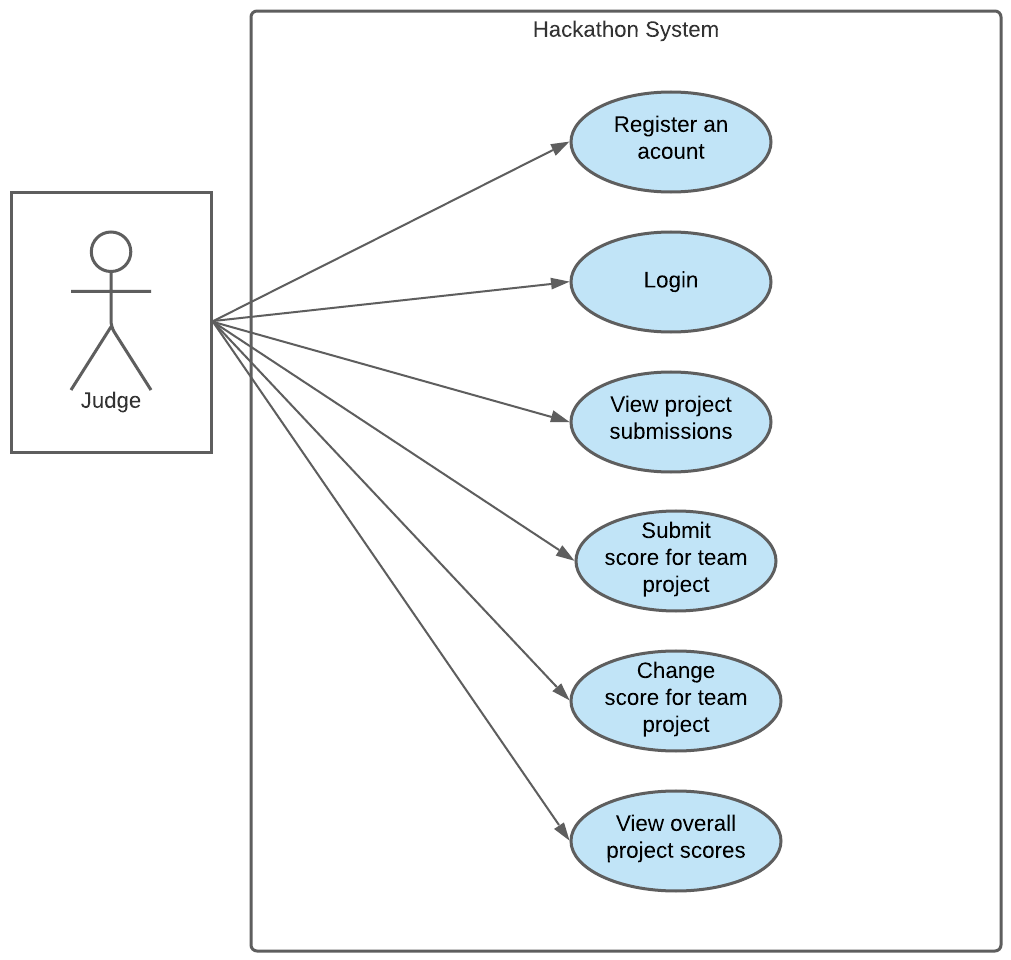 Hackathon System
Register an
acount
Login
View project
submissions
Judge
Submit
score for team
project
Change
score for team
project
View overall
project scores